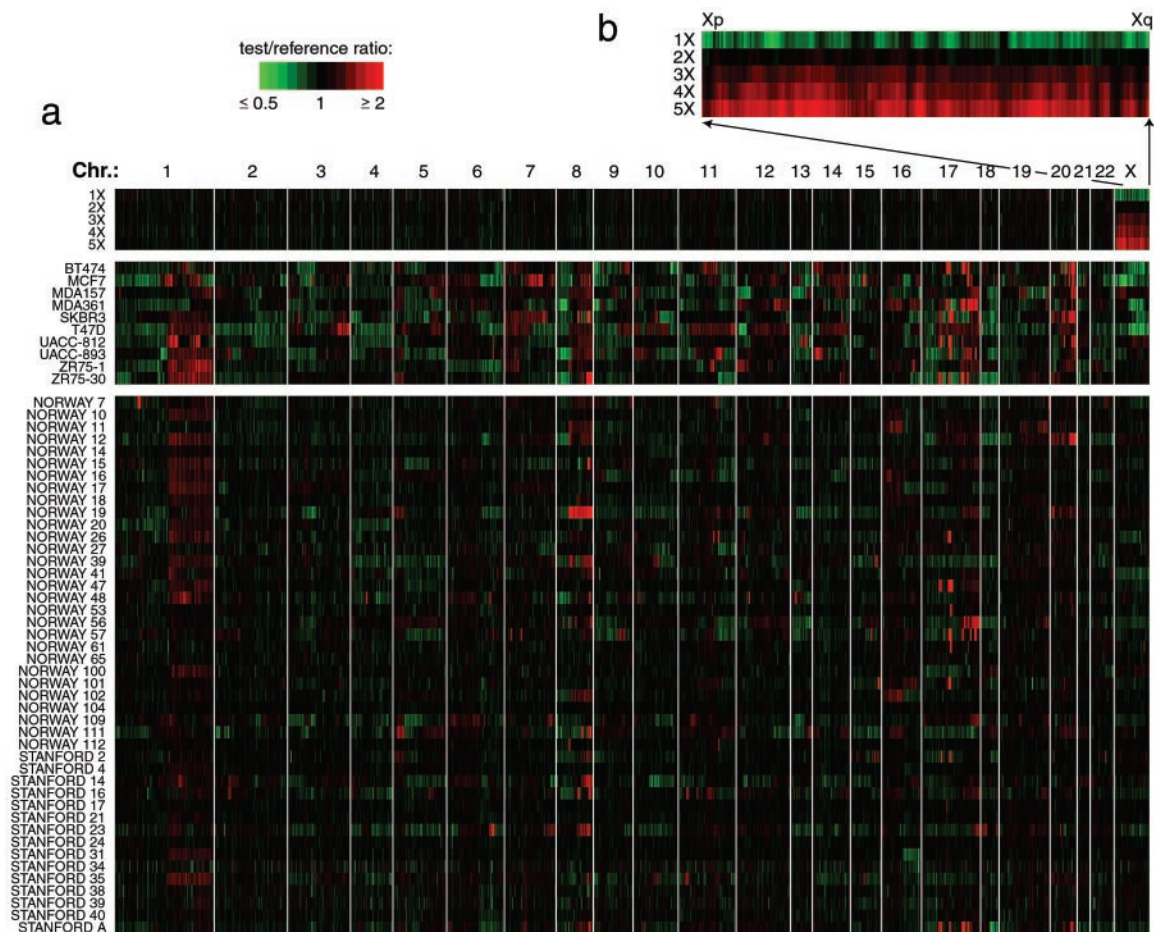 test/reference ratio:
≤ 0.5 1 ≥ 2
a
b
Xp Xq
1X
2X
3X
4X
5X
Chr.: 1 2 3 4 5 6 7 8 9 10 11 12 13 14 15 16 17 18 19 20 21 22 X
1X
2X
3X
4X
5X
BT474
MCF7
MDA157
MDA361
SKBR3
T47D
UACC-812
UACC-893
ZR75-1
ZR75-30
NORWAY 7
NORWAY 10
NORWAY 11
NORWAY 12
NORWAY 14
NORWAY 15
NORWAY 16
NORWAY 17
NORWAY 18
NORWAY 19
NORWAY 20
NORWAY 26
NORWAY 27
NORWAY 39
NORWAY 41
NORWAY 47
NORWAY 48
NORWAY 53
NORWAY 56
NORWAY 57
NORWAY 61
NORWAY 65
NORWAY 100
NORWAY 101
NORWAY 102
NORWAY 104
NORWAY 109
NORWAY 111
NORWAY 112
STANFORD 2
STANFORD 4
STANFORD 14
STANFORD 16
STANFORD 17
STANFORD 21
STANFORD 23
STANFORD 24
STANFORD 31
STANFORD 34
STANFORD 35
STANFORD 38
STANFORD 39
STANFORD 40
STANFORD A